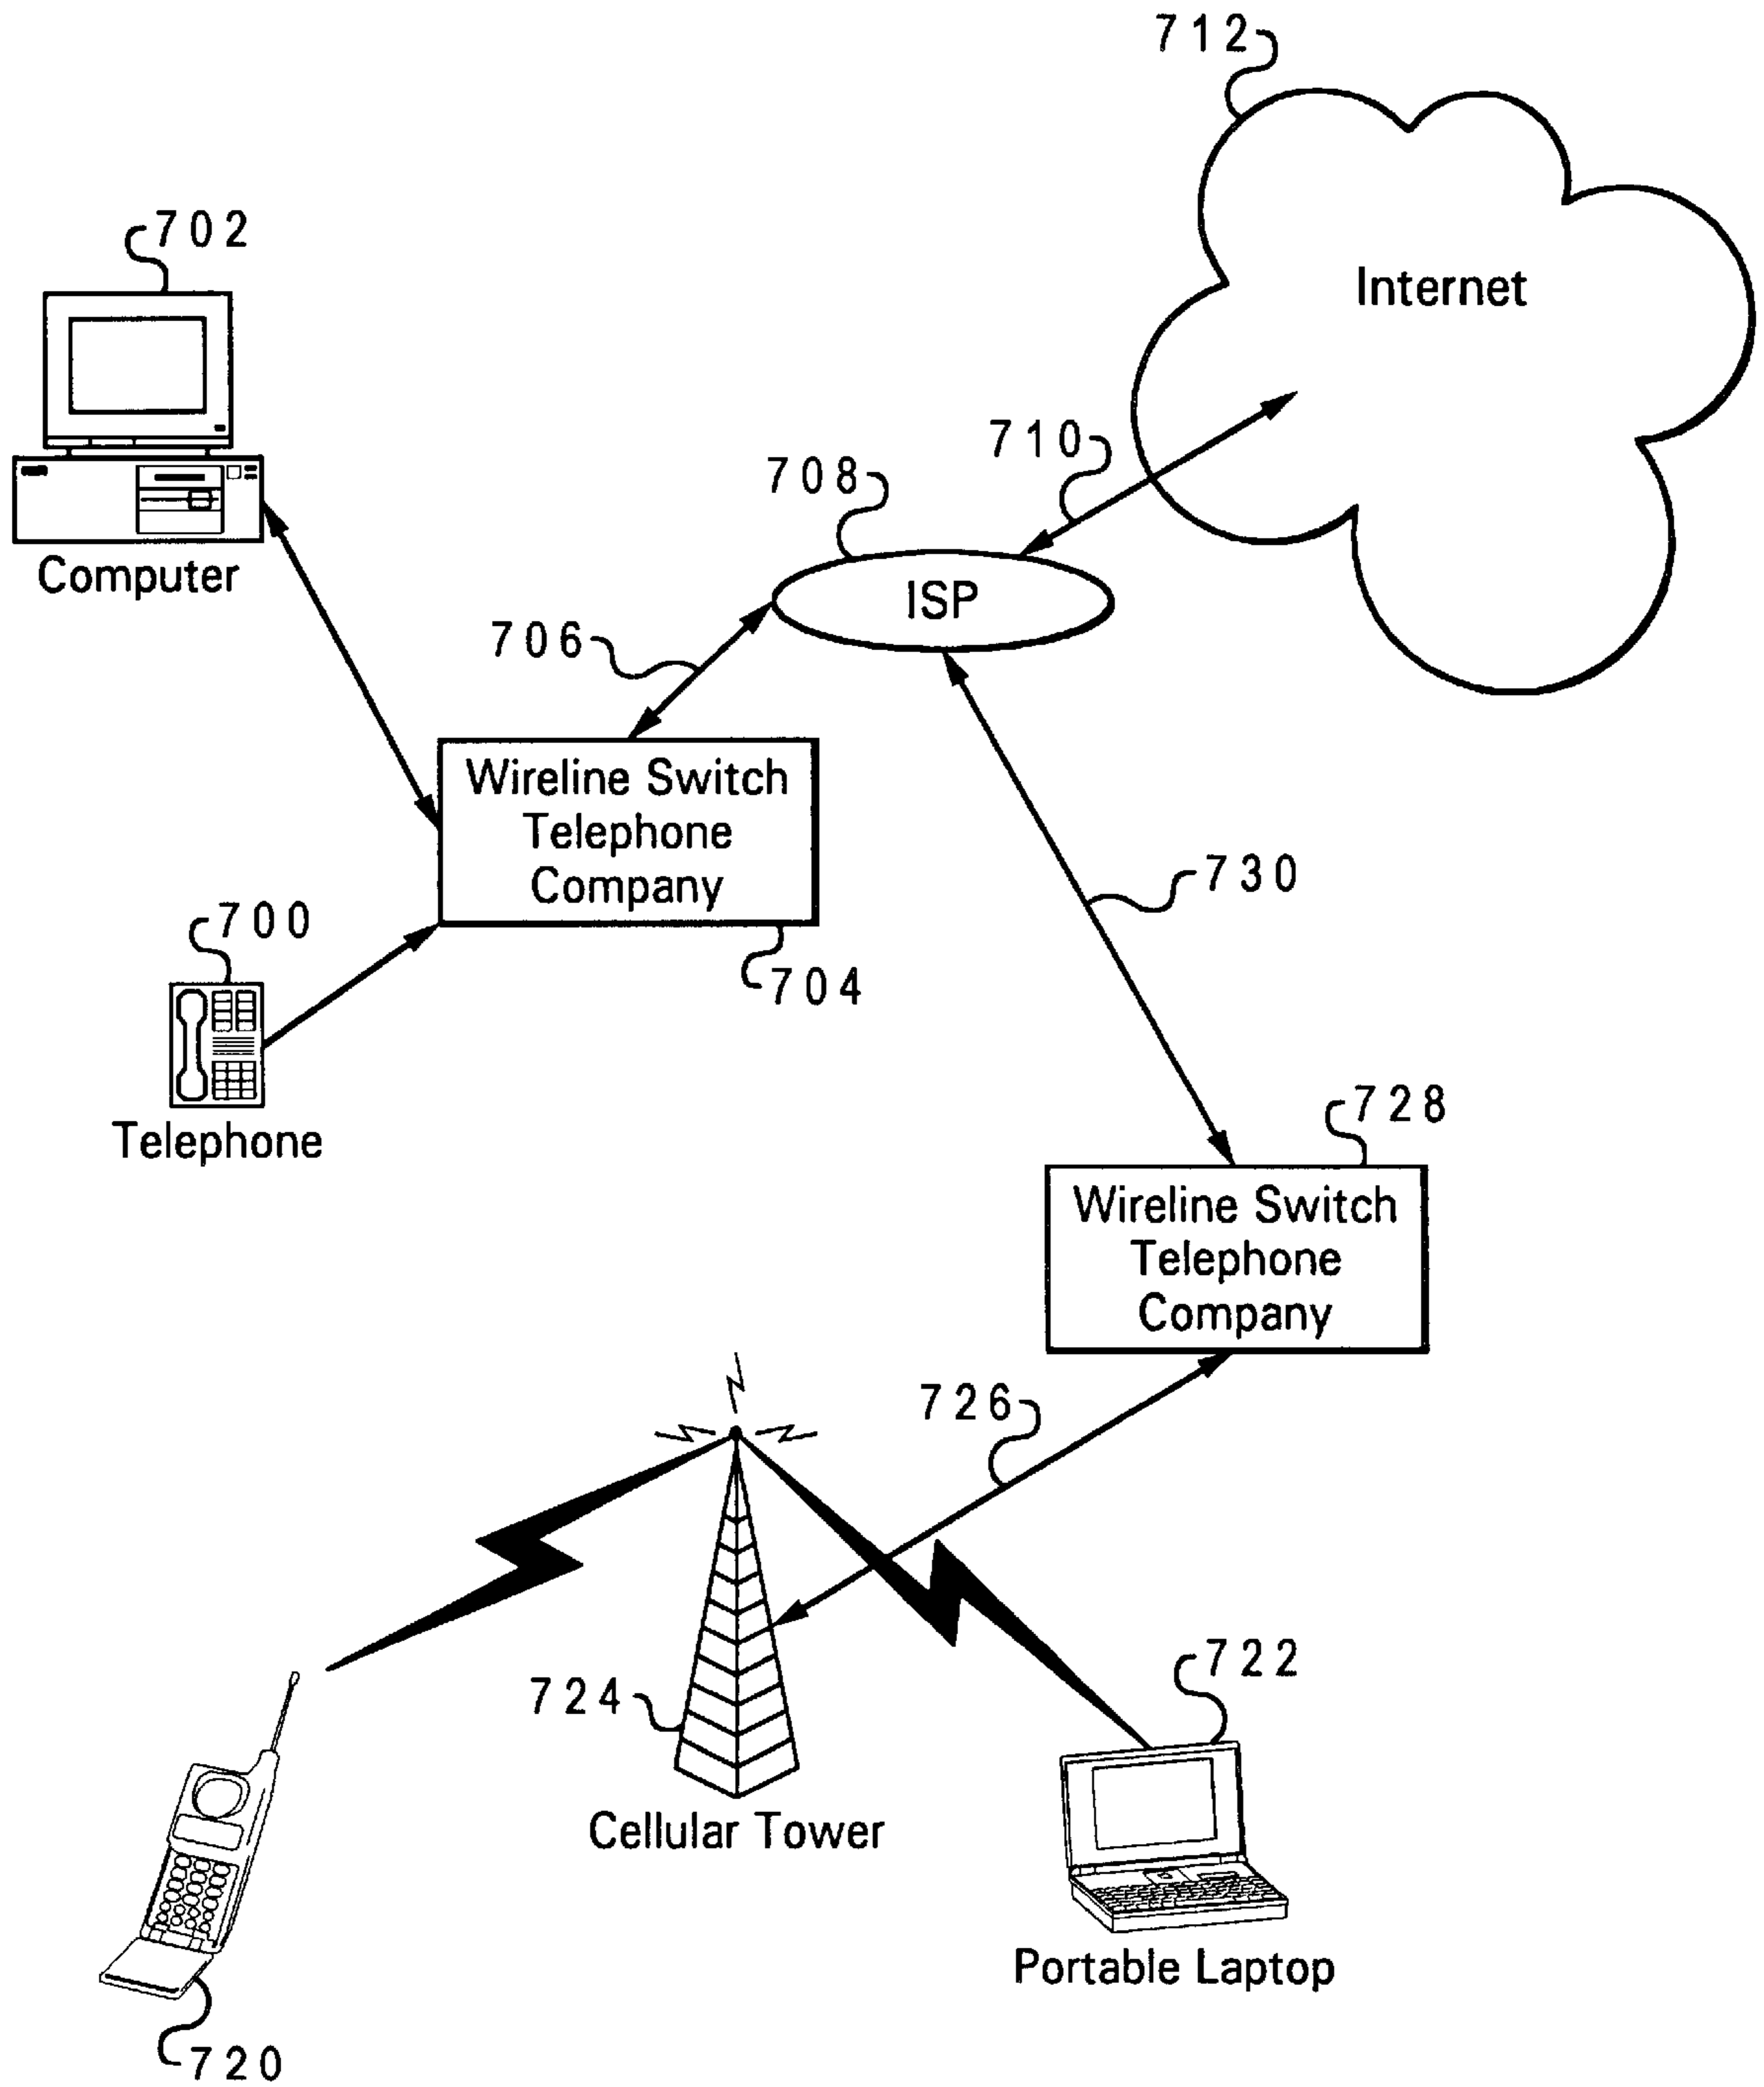 712
702
Internet
710
708
Computer
ISP
706
Wireline Switch
Telephone
Company
730
700
704
Telephone
728
Wireline Switch
Telephone
Company
726
722
724
Cellular Tower
Portable Laptop
720